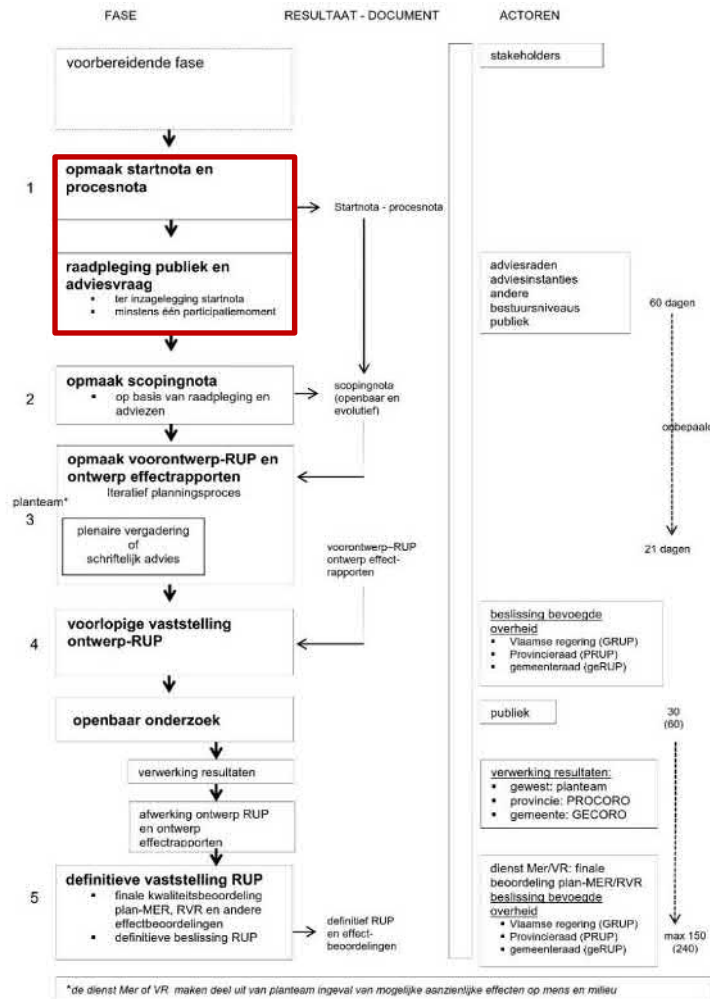 FASE
RESULTAAT - DOCUMENT
ACTOREN
voorbereidende fase
stakeholders
1
opmaak startnota en
procesnota
Startnota - procesnota
raadpleging publiek en
adviesvraag
▪ ter inzagelegging startnota
▪ minstens één participatiemoment
adviesraden
adviesinstanties
andere
bestuursniveaus
publiek
60 dagen
2
opmaak scopingnota
▪ op basis van raadpleging en
adviezen
scopingnota
(openbaar en
evolutief)
onbepaald
opmaak voorontwerp-RUP en
ontwerp effectrapporten
Iteratief planningsproces
planteam*
3
plenaire vergadering
of
schriftelijk advies
voorontwerp–RUP
ontwerp effect-
rapporten
21 dagen
4
voorlopige vaststelling
ontwerp-RUP
beslissing bevoegde
overheid
▪ Vlaamse regering (GRUP)
▪ Provincieraad (PRUP)
▪ gemeenteraad (geRUP)
openbaar onderzoek
publiek
30
(60)
verwerking resultaten
verwerking resultaten:
▪ gewest: planteam
▪ provincie: PROCORO
▪ gemeente: GECORO
afwerking ontwerp RUP
en ontwerp
effectrapporten
5
definitieve vaststelling RUP
▪ finale kwaliteitsbeoordeling
plan-MER, RVR en andere
effectbeoordelingen
▪ definitieve beslissing RUP
definitief RUP
en effect-
beoordelingen
dienst Mer/VR: finale
beoordeling plan-MER/RVR
beslissing bevoegde
overheid
▪ Vlaamse regering (GRUP)
▪ Provincieraad (PRUP)
▪ gemeenteraad (geRUP)
max 150
(240)
*de dienst Mer of VR maken deel uit van planteam ingeval van mogelijke aanzienlijke effecten op mens en milieu